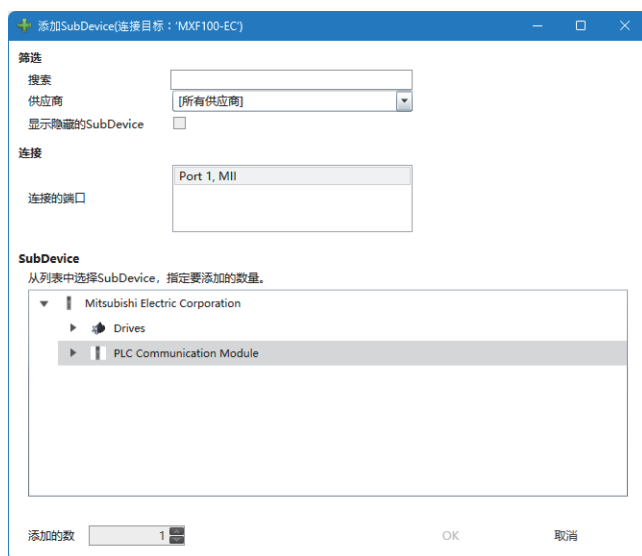 添加SubDevice(连接目标：'MXF100-EC')
筛选
搜索
供应商 [所有供应商]
显示隐藏的SubDevice
连接
Port 1, MII
连接的端口
SubDevice
从列表中选择SubDevice，指定要添加的数量。
Mitsubishi Electric Corporation
Drives
PLC Communication Module
添加的数 1 OK 取消